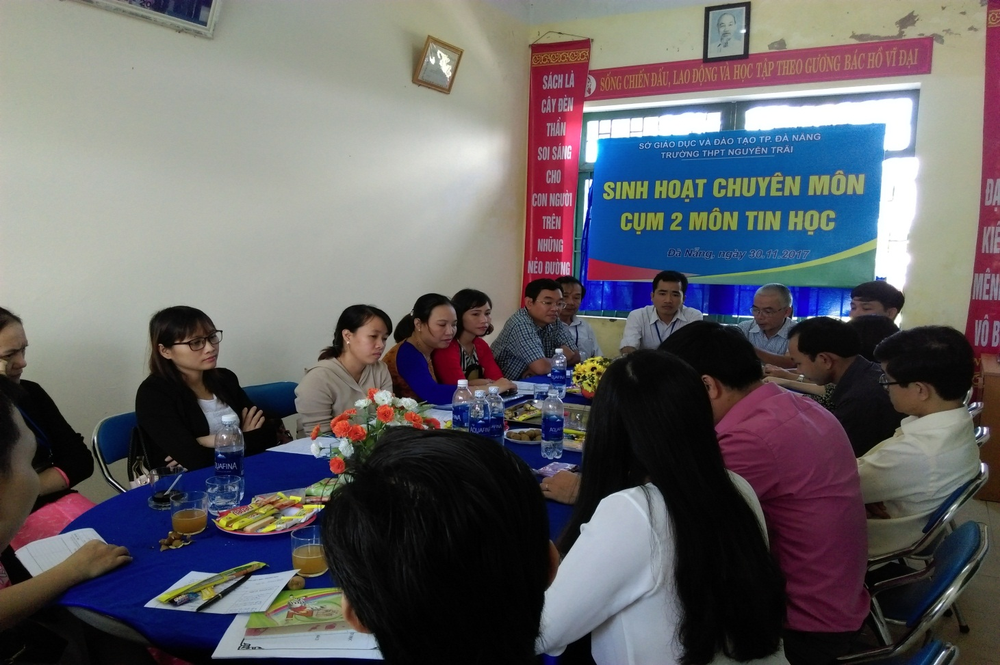 SỐNG CHIẾN ĐẤU, LAO ĐỘNG VÀ HỌC TẬP THEO GƯƠNG BÁC HỒ VĨ ĐẠI
SÁCH LÀ
CÂY ĐÈN
THẦN
SOI SÁNG
CHO
CON NGƯỜI
TRÊN
NHỮNG
NẺO ĐƯỜNG
SỞ GIÁO DỤC VÀ ĐÀO TẠO TP. ĐÀ NẴNG
TRƯỜNG THPT NGUYỄN TRÃI
SINH HOẠT CHUYÊN MÔN
CỤM 2 MÔN TIN HỌC
Đà Nẵng, ngày 30.11.2017
KIÊ
VÔ B
AQUAFINA
AQUAFINA
AQUAFINA